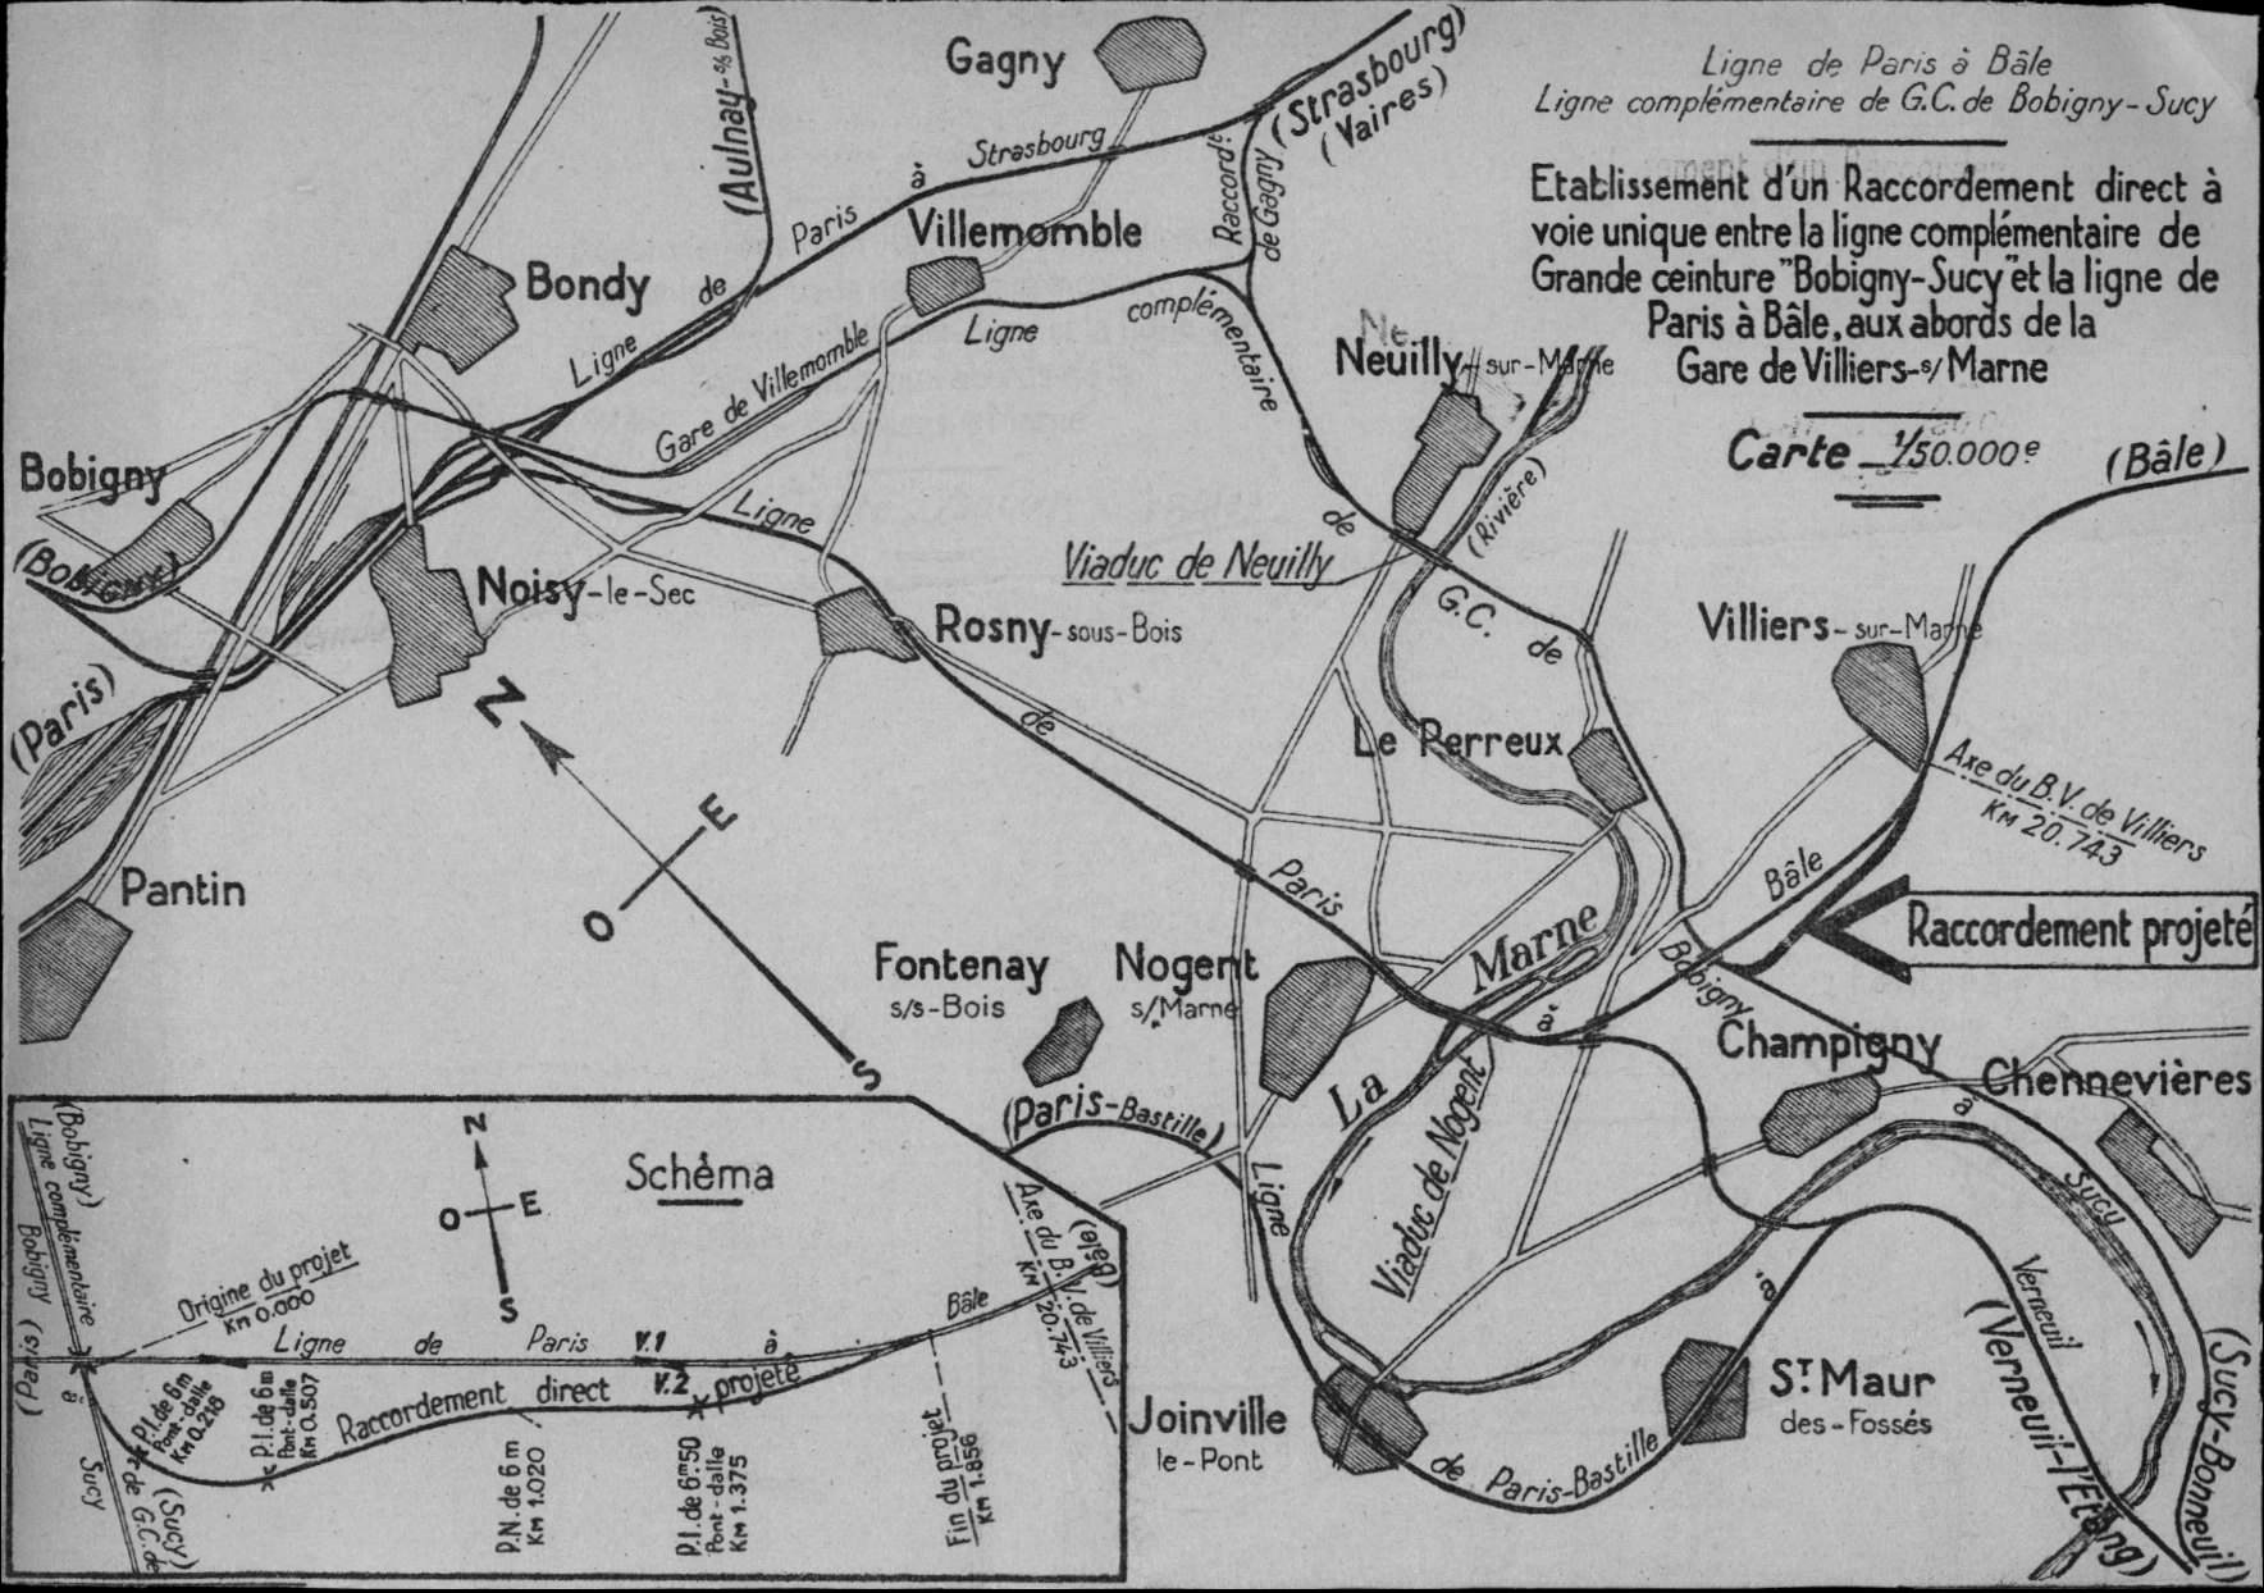 Ligne de Paris à Bâle
Ligne complémentaire de G.C. de Bobigny-Sucy
Etablissement d'un Raccordement direct à
voie unique entre la ligne complémentaire de
Grande ceinture "Bobigny-Sucy" et la ligne de
Paris à Bâle, aux abords de la
Gare de Villiers-s/Marne
Carte 1/50.000e
Gagny
(Strasbourg)
(Vaires)
(Aulnay-s/s Bois)
Ligne de Paris à Strasbourg
Raccordt
de Gagny
Villemomble
Bondy
Gare de Villemomble
Ligne complémentaire de G.C. de Bobigny à Sucy
Neuilly-sur-Marne
(Rivière)
(Bâle)
Bobigny
(BOBIGNY)
Noisy-le-Sec
Viaduc de Neuilly
Rosny-sous-Bois
Ligne de Paris à Bâle
Villiers-sur-Marne
(Paris)
N
E
O
S
Le Perreux
Axe du B.V. de Villiers
KM 20.743
Pantin
Raccordement projeté
Fontenay
s/s-Bois
Nogent
s/Marne
La Marne
Champigny
Chennevières
(Paris-Bastille)
Viaduc de Nogent
Ligne de Paris-Bastille à Verneuil
Joinville
le-Pont
ST Maur
des-Fossés
(Verneuil-l'Etang)
(Sucy-Bonneuil)
Schéma
N
O
E
S
(Bobigny)
Ligne complémentaire
de G.C. de
Bobigny
à
Sucy
(Paris)
(Sucy)
Origine du projet
KM 0.000
Ligne de Paris V.1 à Bâle
V.2
(Bâle)
Raccordement direct projeté
P.I. de 6m
Pont-dalle
KM 0.218
P.I. de 6m
Pont-dalle
KM 0.507
P.N. de 6m
KM 1.020
P.I. de 6m50
Pont-dalle
KM 1.375
Fin du projet
KM 1.856
Axe du B.V. de Villiers
KM 20.743